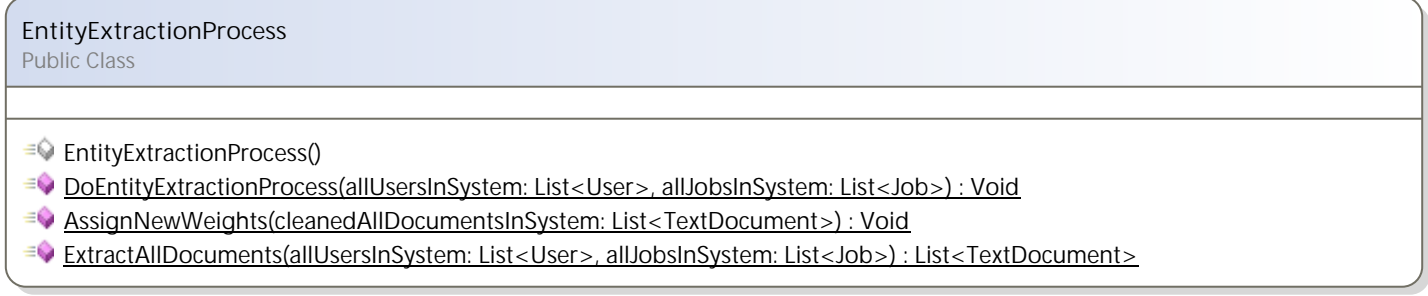 EntityExtractionProcess
Public Class
EntityExtractionProcess()
DoEntityExtractionProcess(allUsersInSystem: List<User>, allJobsInSystem: List<Job>) : Void
AssignNewWeights(cleanedAllDocumentsInSystem: List<TextDocument>) : Void
ExtractAllDocuments(allUsersInSystem: List<User>, allJobsInSystem: List<Job>) : List<TextDocument>